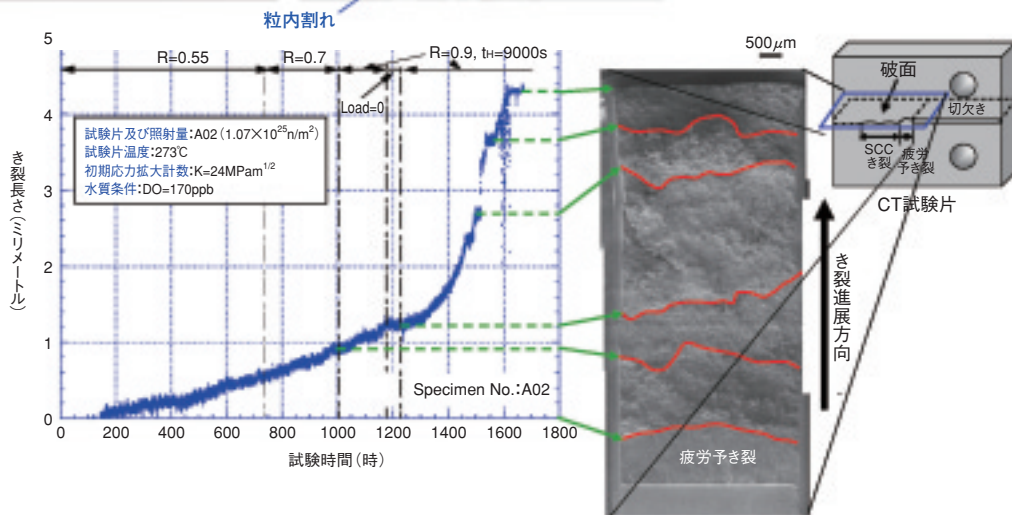 粒内割れ
5
4
3
2
1
0
き裂長さ(ミリメートル)
R=0.55
R=0.7
R=0.9, tH=9000s
Load=0
試験片及び照射量:A02(1.07×10²⁵n/m²)
試験片温度:273℃
初期応力拡大計数:K=24MPam¹/²
水質条件:DO=170ppb
Specimen No.:A02
0 200 400 600 800 1000 1200 1400 1600 1800
試験時間(時)
500μm
疲労予き裂
き裂進展方向
破面
切欠き
SCC
き裂
疲労
予き裂
CT試験片